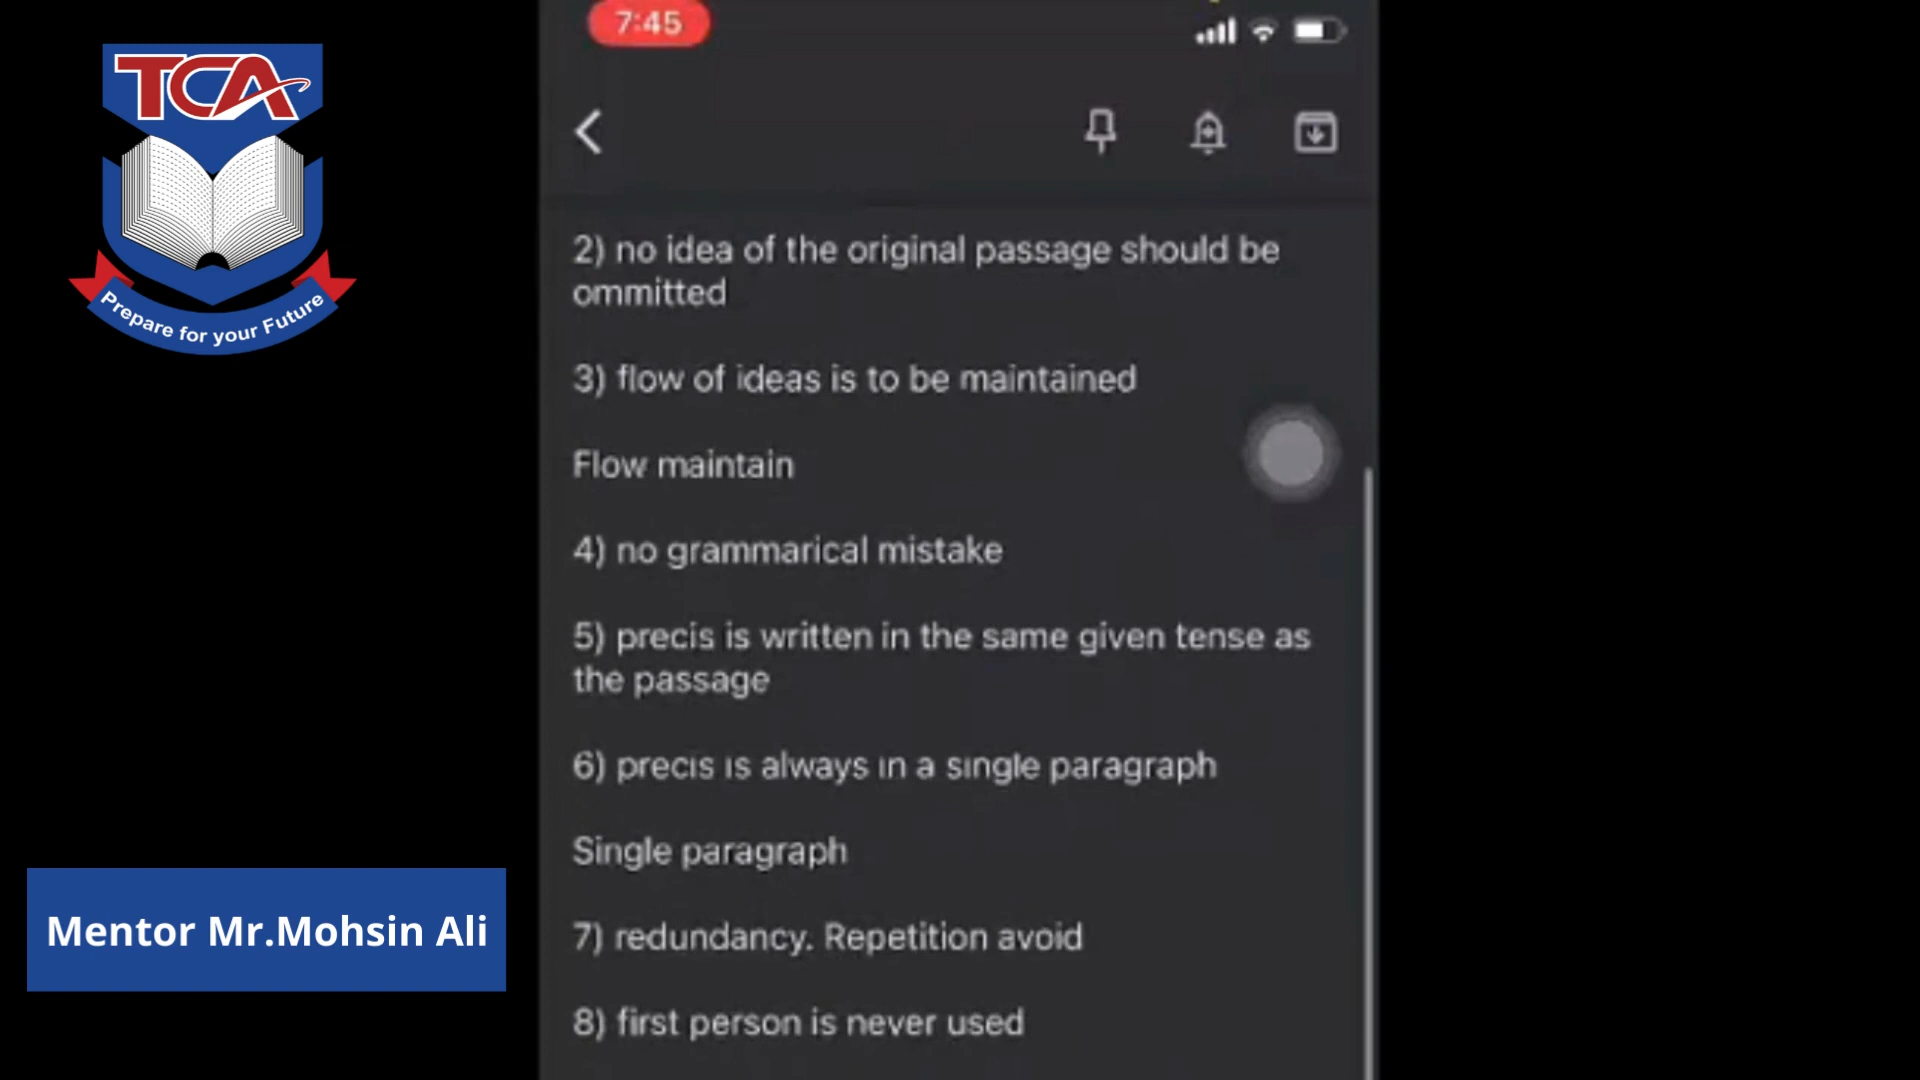 TCA
Prepare for your Future
7:45
2) no idea of the original passage should be
ommitted
3) flow of ideas is to be maintained
Flow maintain
4) no grammarical mistake
5) precis is written in the same given tense as
the passage
6) precis is always in a single paragraph
Single paragraph
7) redundancy. Repetition avoid
8) first person is never used
Mentor Mr.Mohsin Ali